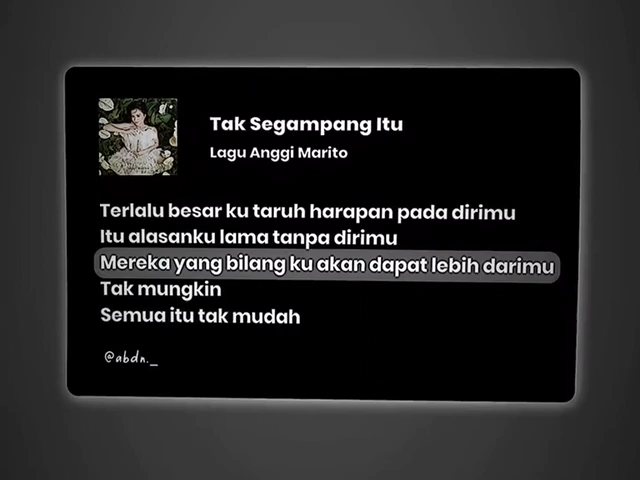 Tak Segampang Itu
Lagu Anggi Marito
Terlalu besar ku taruh harapan pada dirimu
Itu alasanku lama tanpa dirimu
Mereka yang bilang ku akan dapat lebih darimu
Tak mungkin
Semua itu tak mudah
@abdn._